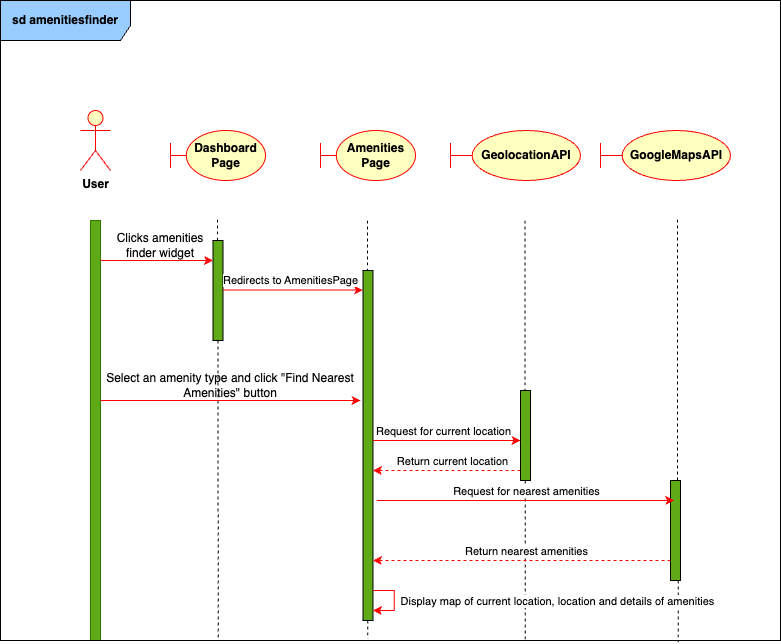 sd amenitiesfinder
Dashboard
Page
Amenities
Page
GeolocationAPI
GoogleMapsAPI
User
Clicks amenities
finder widget
Redirects to AmenitiesPage
Select an amenity type and click "Find Nearest
Amenities" button
Request for current location
Return current location
Request for nearest amenities
Return nearest amenities
Display map of current location, location and details of amenities